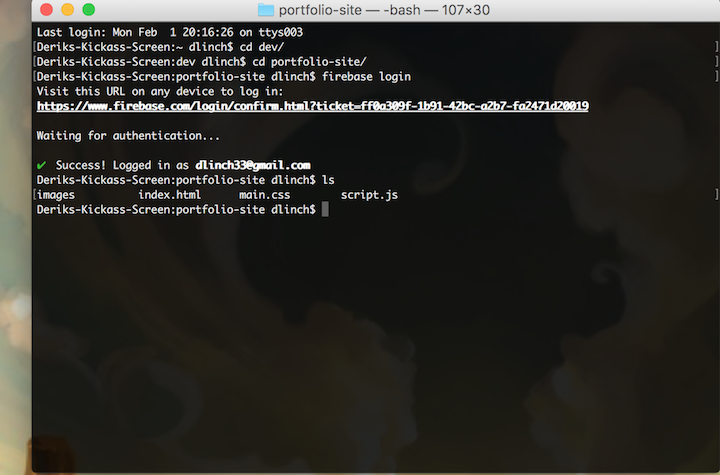 portfolio-site — -bash — 107×30
Last login: Mon Feb  1 20:16:26 on ttys003
[Deriks-Kickass-Screen:~ dlinch$ cd dev/ ]
[Deriks-Kickass-Screen:dev dlinch$ cd portfolio-site/ ]
[Deriks-Kickass-Screen:portfolio-site dlinch$ firebase login ]
Visit this URL on any device to log in:
https://www.firebase.com/login/confirm.html?ticket=ff0a309f-1b91-42bc-a2b7-fa2471d20019
Waiting for authentication...
✔ Success! Logged in as dlinch33@gmail.com
Deriks-Kickass-Screen:portfolio-site dlinch$ ls
[images index.html main.css script.js ]
Deriks-Kickass-Screen:portfolio-site dlinch$